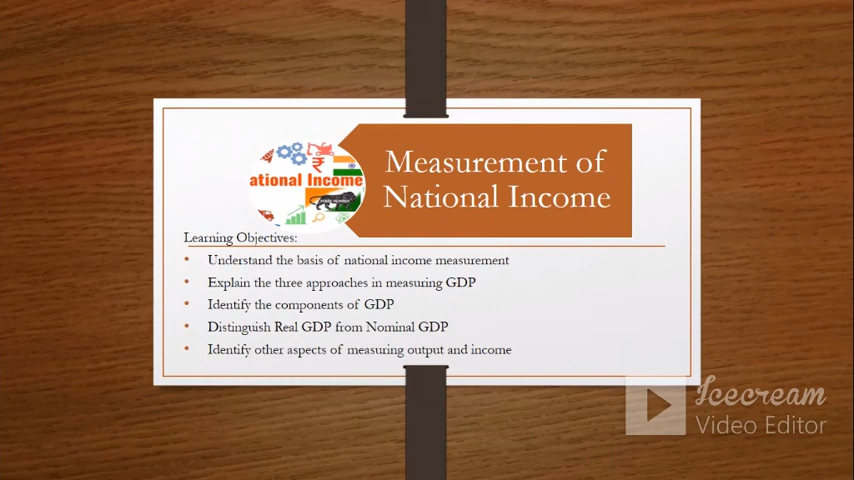 Measurement of
National Income
ational Income
Learning Objectives:
• Understand the basis of national income measurement
• Explain the three approaches in measuring GDP
• Identify the components of GDP
• Distinguish Real GDP from Nominal GDP
• Identify other aspects of measuring output and income
Icecream
Video Editor